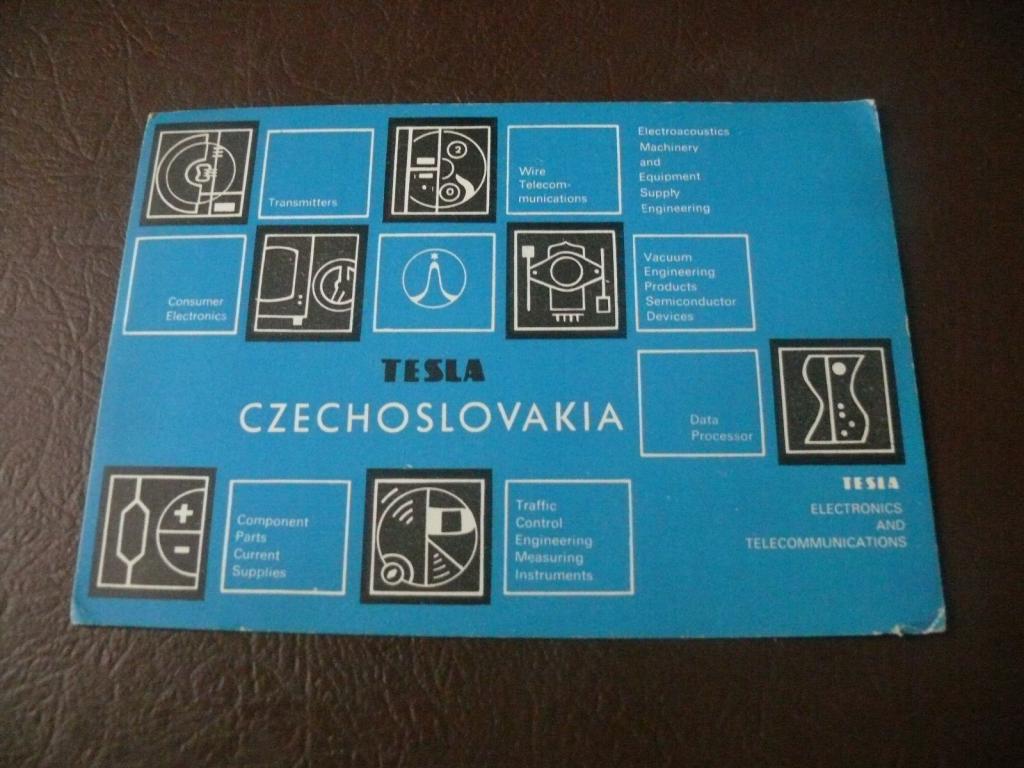 Transmitters
2
Wire
Telecom-
munications
Electroacoustics
Machinery
and
Equipment
Supply
Engineering
Consumer
Electronics
Vacuum
Engineering
Products
Semiconductor
Devices
TESLA
CZECHOSLOVAKIA
Data
Processor
TESLA
ELECTRONICS
AND
TELECOMMUNICATIONS
Component
Parts
Current
Supplies
Traffic
Control
Engineering
Measuring
Instruments